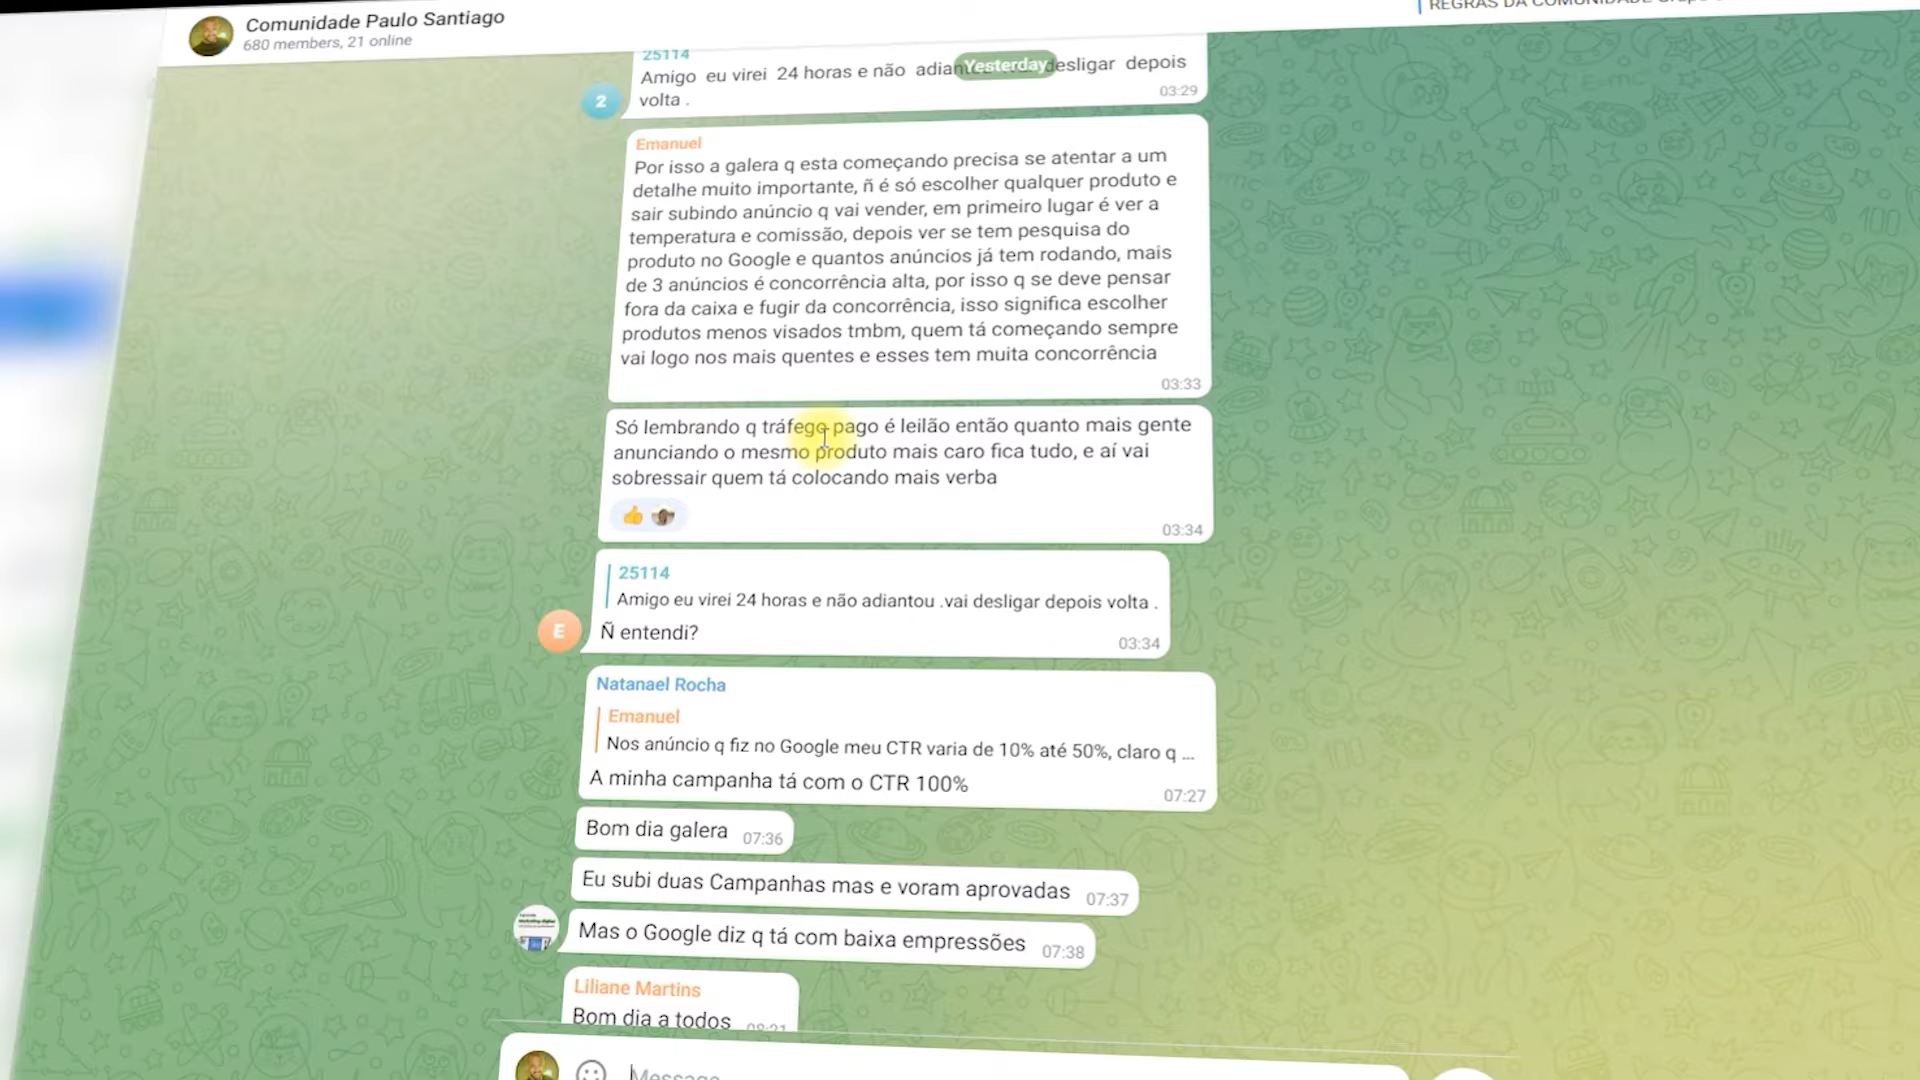 Comunidade Paulo Santiago
680 members, 21 online
REGRAS DA COMUNIDADE
Yesterday
25114
Amigo eu virei 24 horas e não desligar depois
volta .
03:29
2
Emanuel
Por isso a galera q esta começando precisa se atentar a um
detalhe muito importante, ñ é só escolher qualquer produto e
sair subindo anúncio q vai vender, em primeiro lugar é ver a
temperatura e comissão, depois ver se tem pesquisa do
produto no Google e quantos anúncios já tem rodando, mais
de 3 anúncios é concorrência alta, por isso q se deve pensar
fora da caixa e fugir da concorrência, isso significa escolher
produtos menos visados tmbm, quem tá começando sempre
vai logo nos mais quentes e esses tem muita concorrência
03:33
Só lembrando q tráfego pago é leilão então quanto mais gente
anunciando o mesmo produto mais caro fica tudo, e aí vai
sobressair quem tá colocando mais verba
03:34
25114
Amigo eu virei 24 horas e não adiantou .vai desligar depois volta .
E
Ñ entendi?
03:34
Natanael Rocha
Emanuel
Nos anúncio q fiz no Google meu CTR varia de 10% até 50%, claro q ...
A minha campanha tá com o CTR 100%
07:27
Bom dia galera 07:36
Eu subi duas Campanhas mas e voram aprovadas 07:37
Mas o Google diz q tá com baixa empressões 07:38
Liliane Martins
Bom dia a todos 08:21
Message